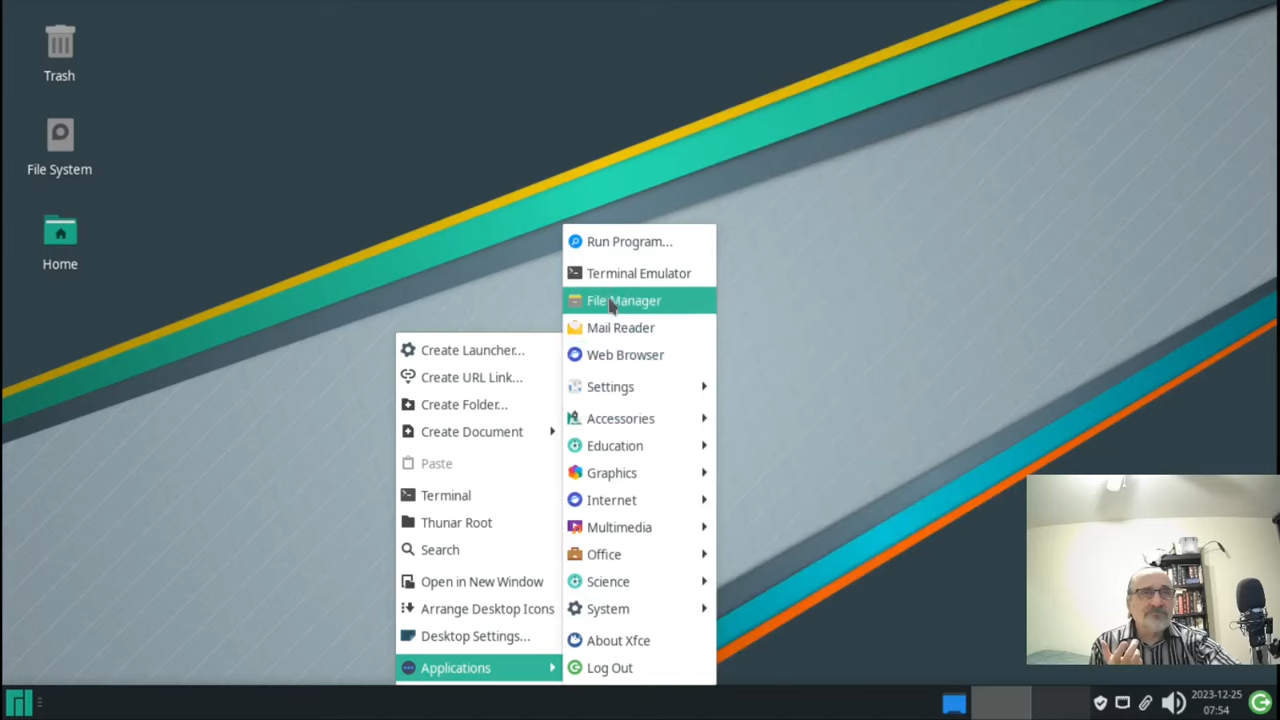 Trash
File System
Home
Run Program...
Terminal Emulator
File Manager
Mail Reader
Web Browser
Settings
Accessories
Education
Graphics
Internet
Multimedia
Office
Science
System
About Xfce
Log Out
Create Launcher...
Create URL Link...
Create Folder...
Create Document
Paste
Terminal
Thunar Root
Search
Open in New Window
Arrange Desktop Icons
Desktop Settings...
Applications
2023-12-25
07:54